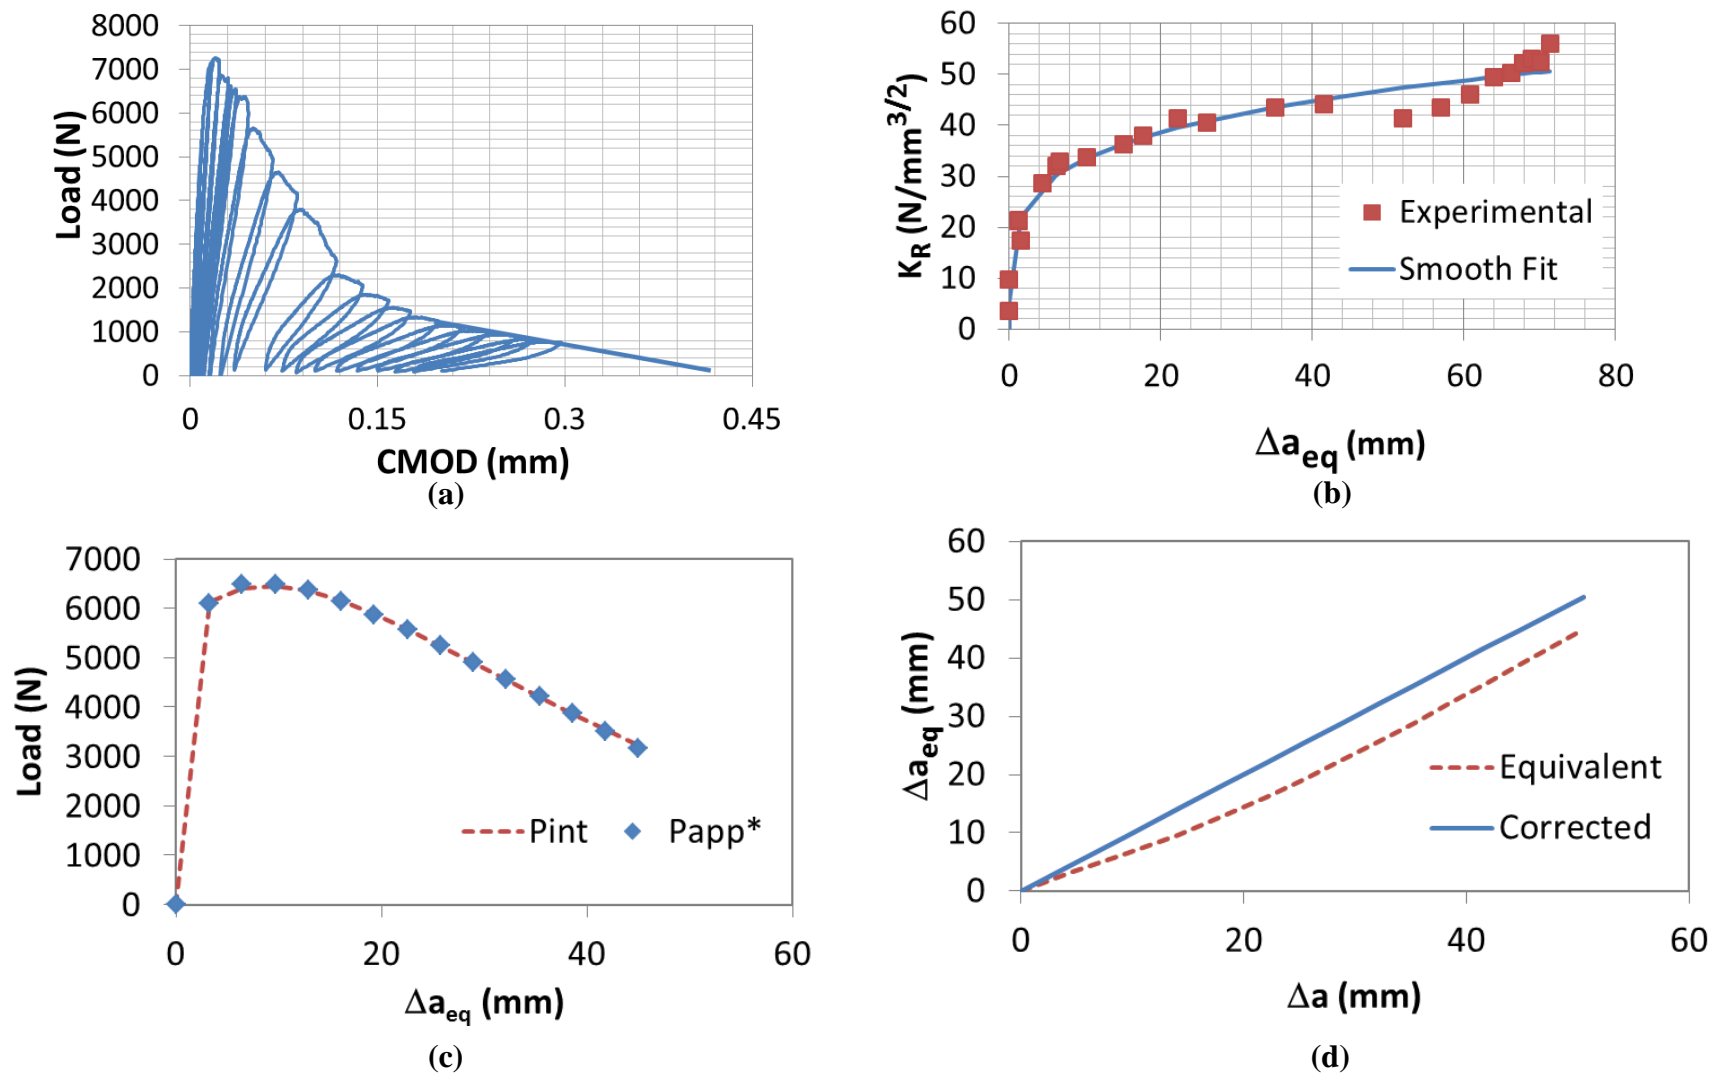 8000
7000
6000
5000
4000
3000
2000
1000
0
Load (N)
0 0.15 0.3 0.45
CMOD (mm)
(a)
60
50
40
30
20
10
0
K_R (N/mm^3/2)
Experimental
Smooth Fit
0 20 40 60 80
Δa_eq (mm)
(b)
7000
6000
5000
4000
3000
2000
1000
0
Load (N)
Pint Papp*
0 20 40 60
Δa_eq (mm)
(c)
60
50
40
30
20
10
0
Δa_eq (mm)
Equivalent
Corrected
0 20 40 60
Δa (mm)
(d)